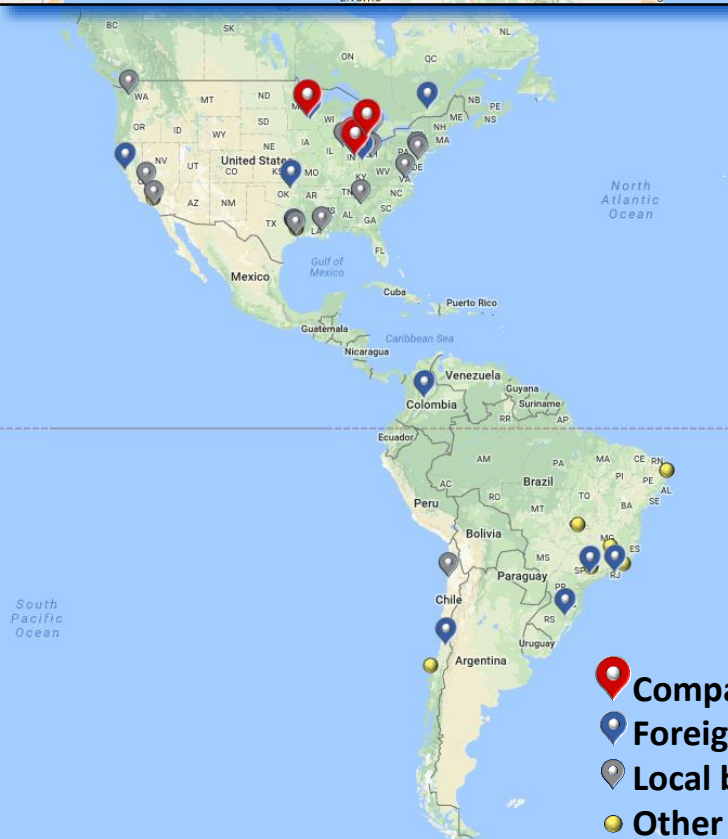 BC
SK
NL
ON
QC
WA
MT
ND
NB
PE
ME
NS
OR
ID
WY
SD
WI
NH
MA
NV
UT
United States
CO
NE
IA
IL
IN
MO
KY
WV
VA
DE
AZ
NM
OK
AR
TN
NC
SC
TX
LA
AL
GA
FL
North
Atlantic
Ocean
Gulf of
Mexico
Mexico
Cuba
Puerto Rico
Guatemala
Caribbean Sea
Nicaragua
Venezuela
Guyana
Colombia
Suriname
RR
AP
Ecuador
AM
PA
MA
CE
RN
PI
PE
AL
SE
AC
RO
TO
BA
Brazil
Peru
MT
Bolivia
MG
ES
MS
SP
RJ
Paraguay
PR
Chile
RS
South
Pacific
Ocean
Uruguay
Argentina
Compa
Foreig
Local b
Other